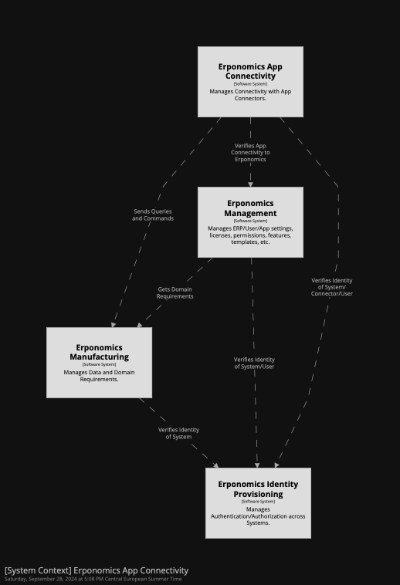 Erponomics App
Connectivity
[Software System]
Manages Connectivity with App
Connectors.
Verifies App
Connectivity to
Erponomics
Erponomics
Management
[Software System]
Manages ERP/User/App settings,
licenses, permissions, features,
templates, etc.
Sends Queries
and Commands
Verifies Identity
of System/
Connector/User
Gets Domain
Requirements
Erponomics
Manufacturing
[Software System]
Manages Data and Domain
Requirements.
Verifies Identity
of System/User
Verifies Identity
of System
Erponomics Identity
Provisioning
[Software System]
Manages
Authentication/Authorization across
Systems.
[System Context] Erponomics App Connectivity
Saturday, September 28, 2024 at 5:08 PM Central European Summer Time